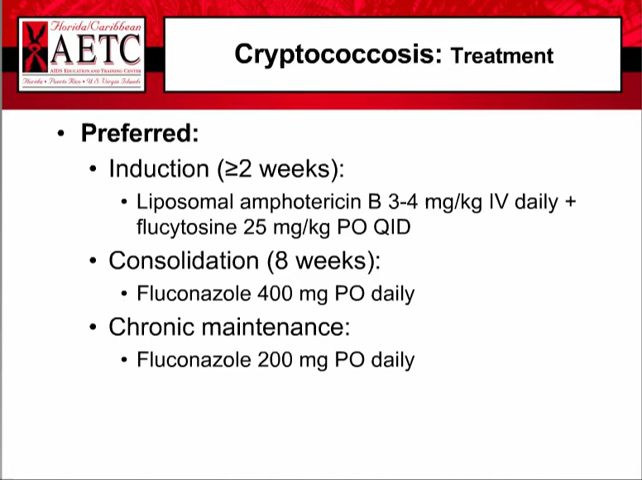 Florida/Caribbean
AETC
AIDS EDUCATION AND TRAINING CENTER
Florida • Puerto Rico • U.S. Virgin Islands
Cryptococcosis: Treatment
• Preferred:
• Induction (≥2 weeks):
• Liposomal amphotericin B 3-4 mg/kg IV daily +
flucytosine 25 mg/kg PO QID
• Consolidation (8 weeks):
• Fluconazole 400 mg PO daily
• Chronic maintenance:
• Fluconazole 200 mg PO daily